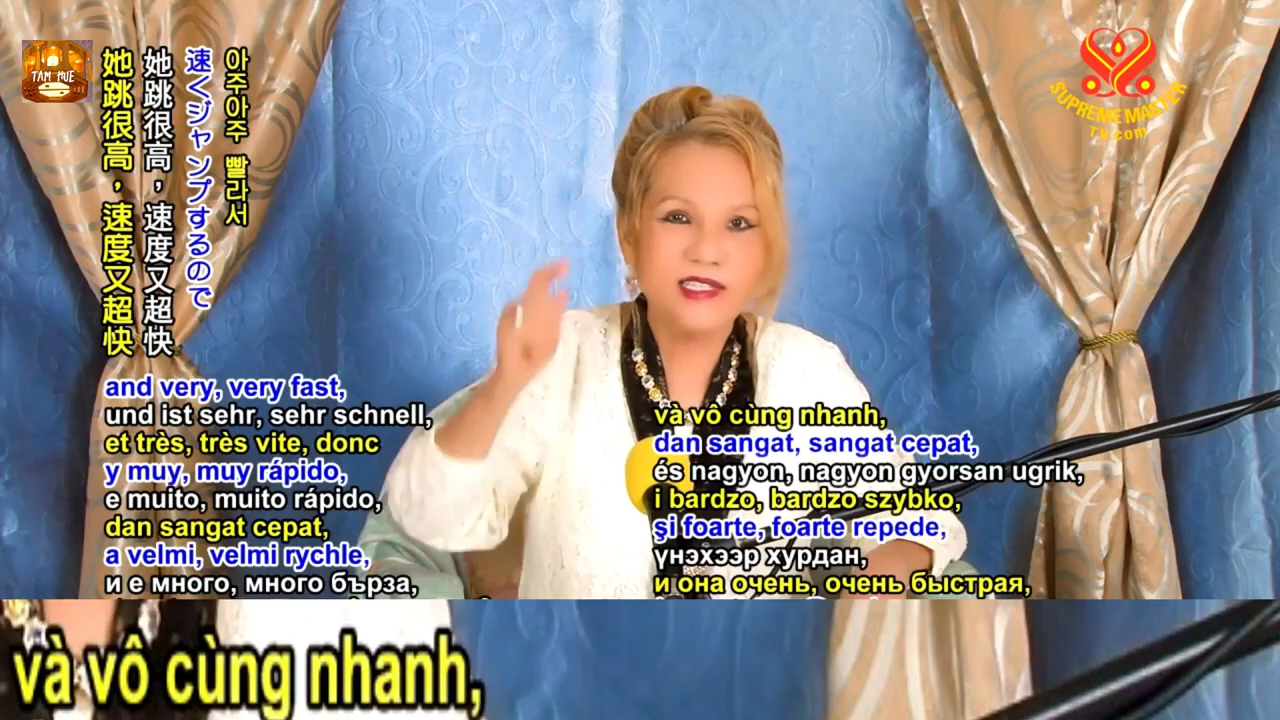 TAM HUE
SUPREME MASTER
TV.com
아주아주 빨라서
速くジャンプするので
她跳很高，速度又超快
她跳很高，速度又超快
and very, very fast,
und ist sehr, sehr schnell,
et très, très vite, donc
y muy, muy rápido,
e muito, muito rápido,
dan sangat cepat,
a velmi, velmi rychle,
и е много, много бърза,
và vô cùng nhanh,
dan sangat, sangat cepat,
és nagyon, nagyon gyorsan ugrik,
i bardzo, bardzo szybko,
şi foarte, foarte repede,
үнэхээр хурдан,
и она очень, очень быстрая,
và vô cùng nhanh,